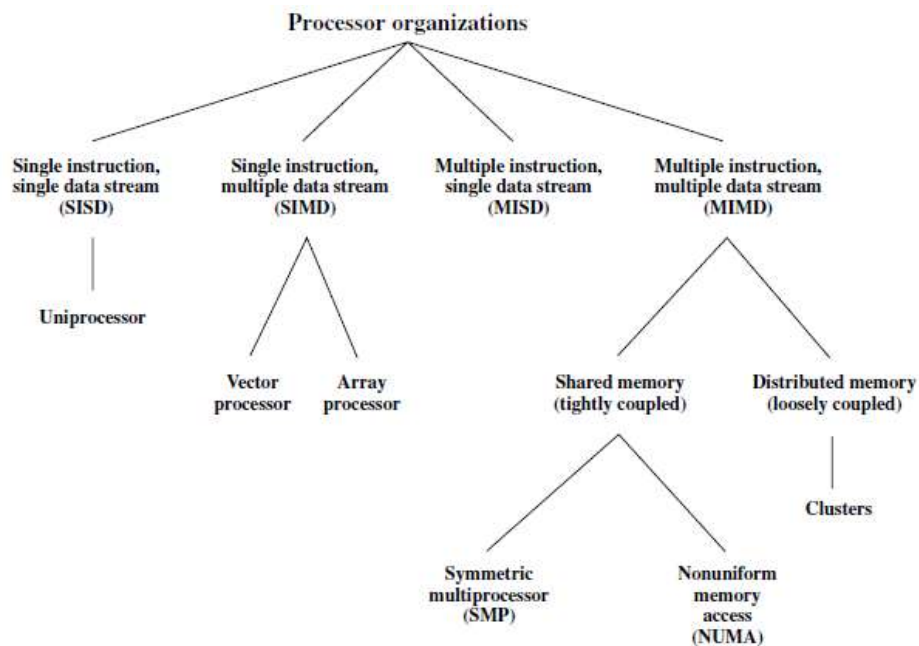 Processor organizations
Single instruction,
single data stream
(SISD)
Single instruction,
multiple data stream
(SIMD)
Multiple instruction,
single data stream
(MISD)
Multiple instruction,
multiple data stream
(MIMD)
Uniprocessor
Vector
processor
Array
processor
Shared memory
(tightly coupled)
Distributed memory
(loosely coupled)
Clusters
Symmetric
multiprocessor
(SMP)
Nonuniform
memory
access
(NUMA)